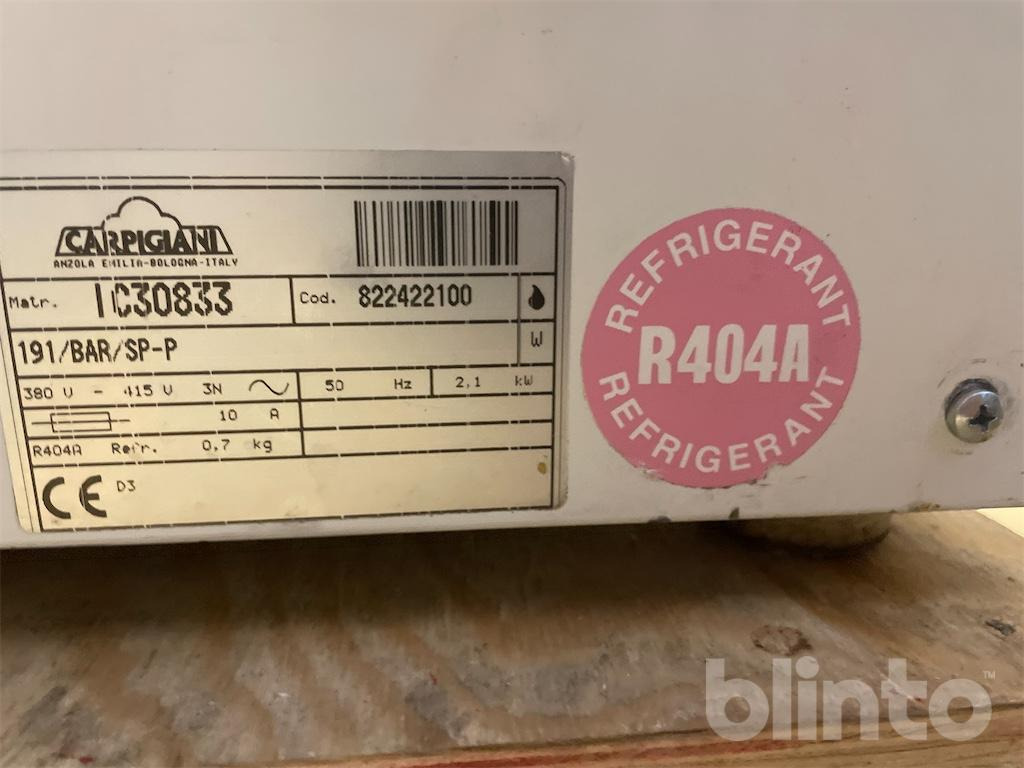 CARPIGIANI
ANZOLA EMILIA-BOLOGNA-ITALY
Matr. IC30833 Cod. 822422100
191/BAR/SP-P W
380 V - 415 V 3N 50 Hz 2,1 kW
10 A
R404A Refr. 0,7 kg
CE D3
REFRIGERANT
R404A
REFRIGERANT
blinto™